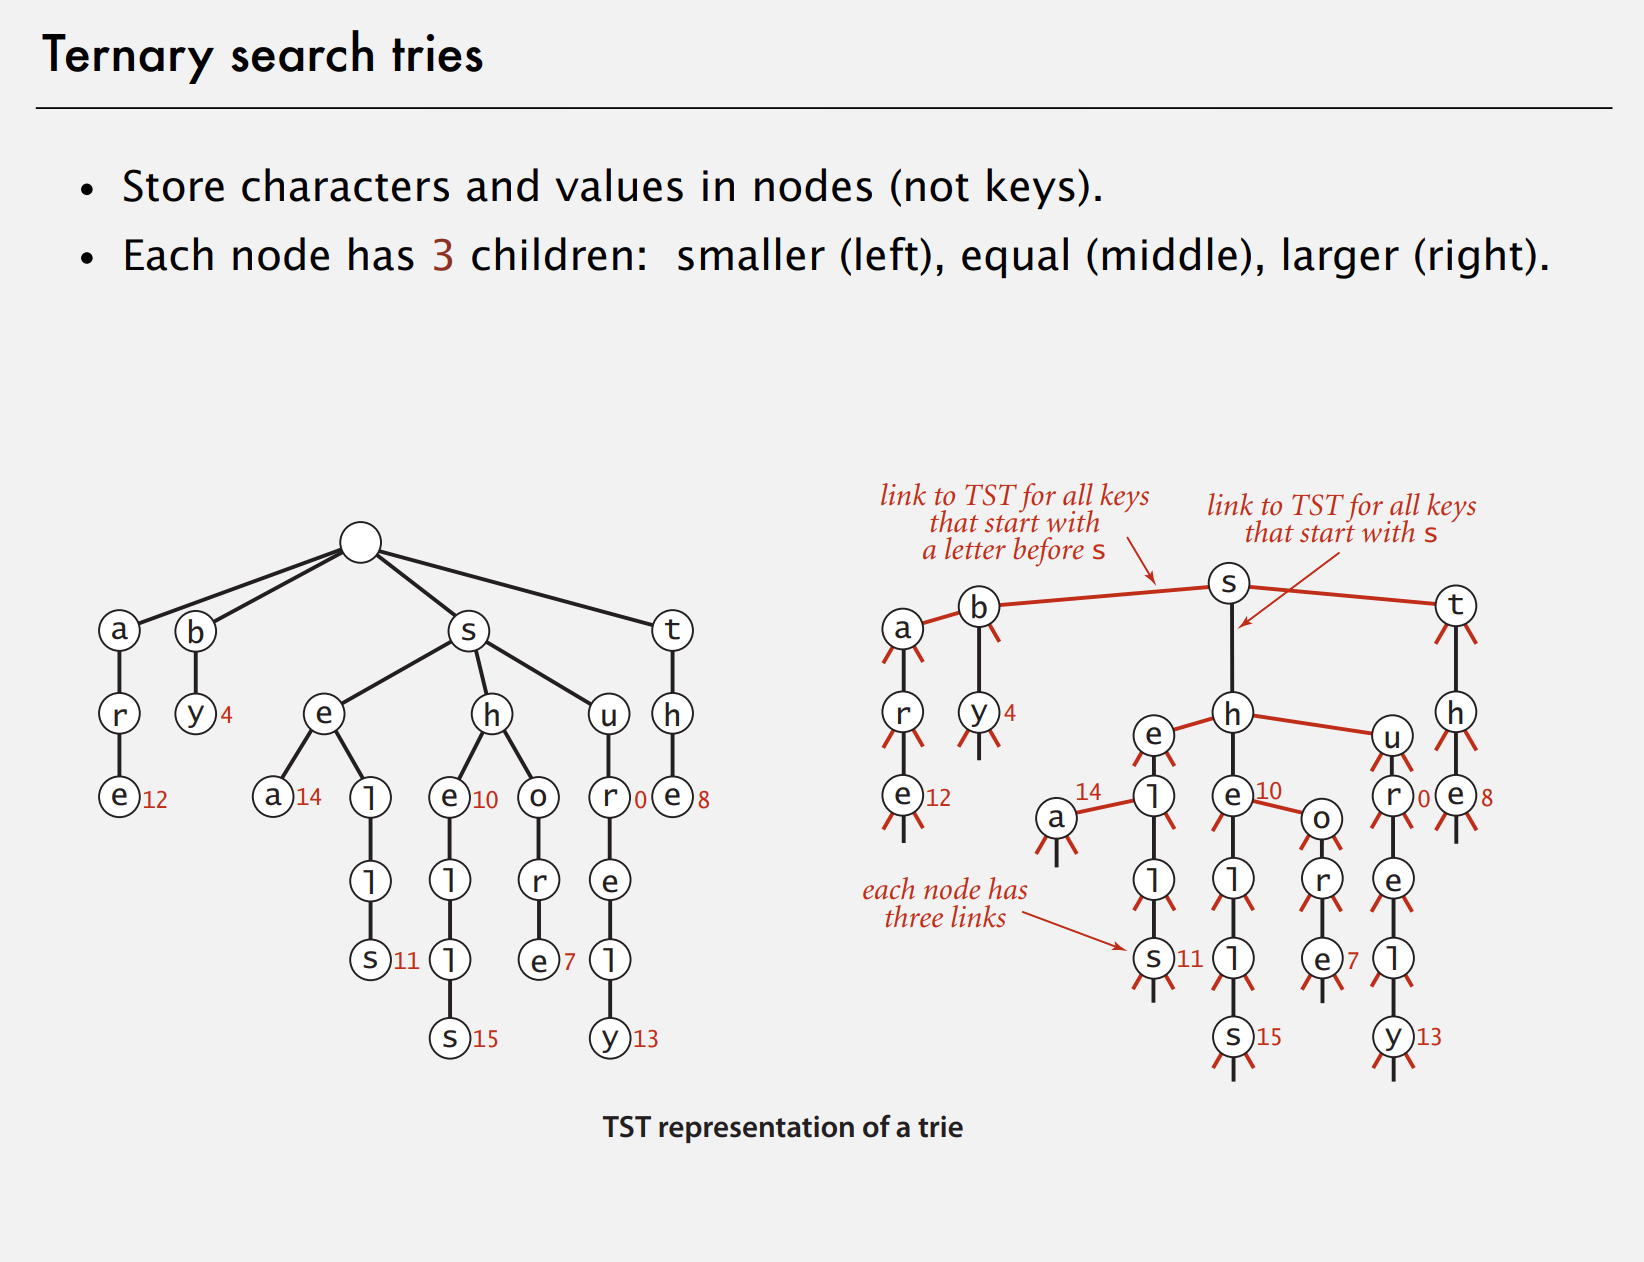 Ternary search tries
• Store characters and values in nodes (not keys).
• Each node has 3 children: smaller (left), equal (middle), larger (right).
a b s t
r y 4 e h u h
e 12 a 14 l e 10 o r 0 e 8
l l r e
s 11 l e 7 l
s 15 y 13
link to TST for all keys
that start with
a letter before s
link to TST for all keys
that start with s
s
a b t
r y 4 e h u h
e 12 a 14 l e 10 o r 0 e 8
each node has
three links
l l r e
s 11 l e 7 l
s 15 y 13
TST representation of a trie